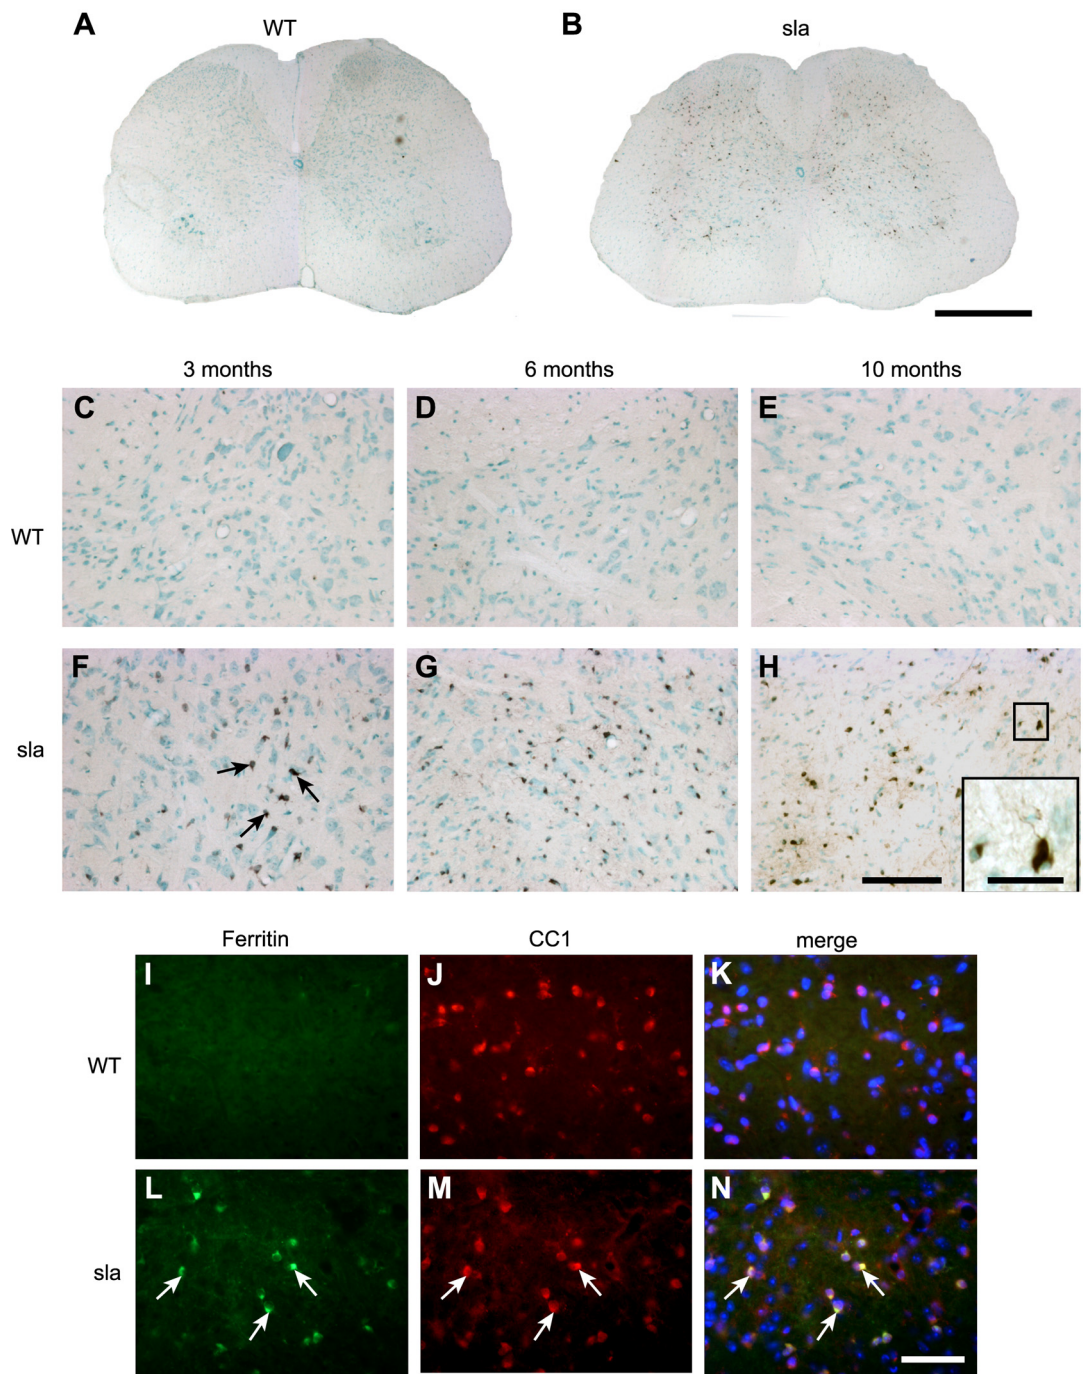 A WT B sla
3 months 6 months 10 months
C D E
WT
F G H
sla
Ferritin CC1 merge
I J K
WT
L M N
sla